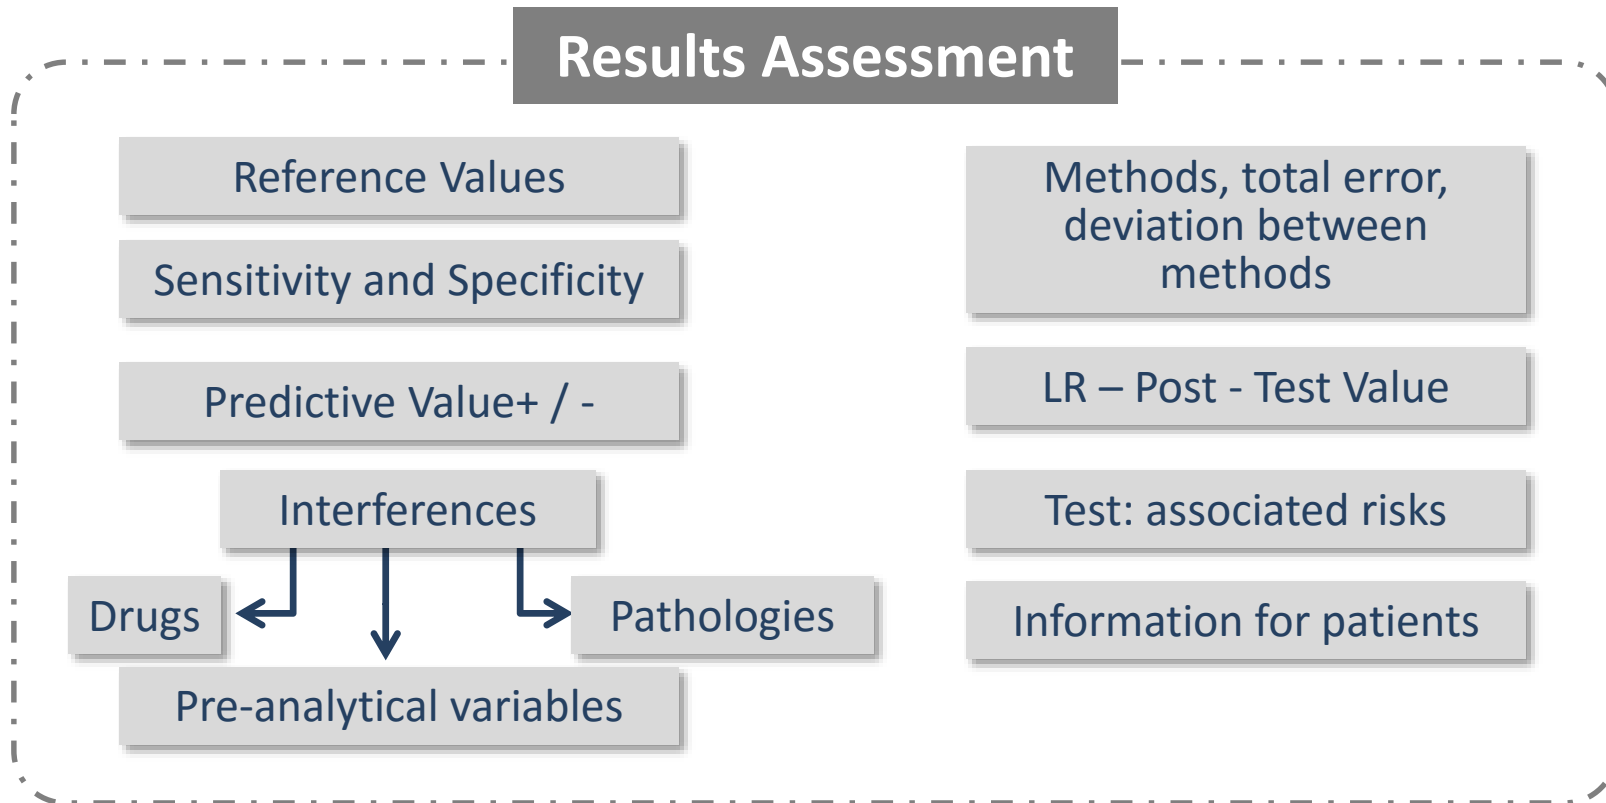 Results Assessment
Reference Values
Sensitivity and Specificity
Predictive Value+ / -
Interferences
Drugs
Pathologies
Pre-analytical variables
Methods, total error,
deviation between
methods
LR – Post - Test Value
Test: associated risks
Information for patients